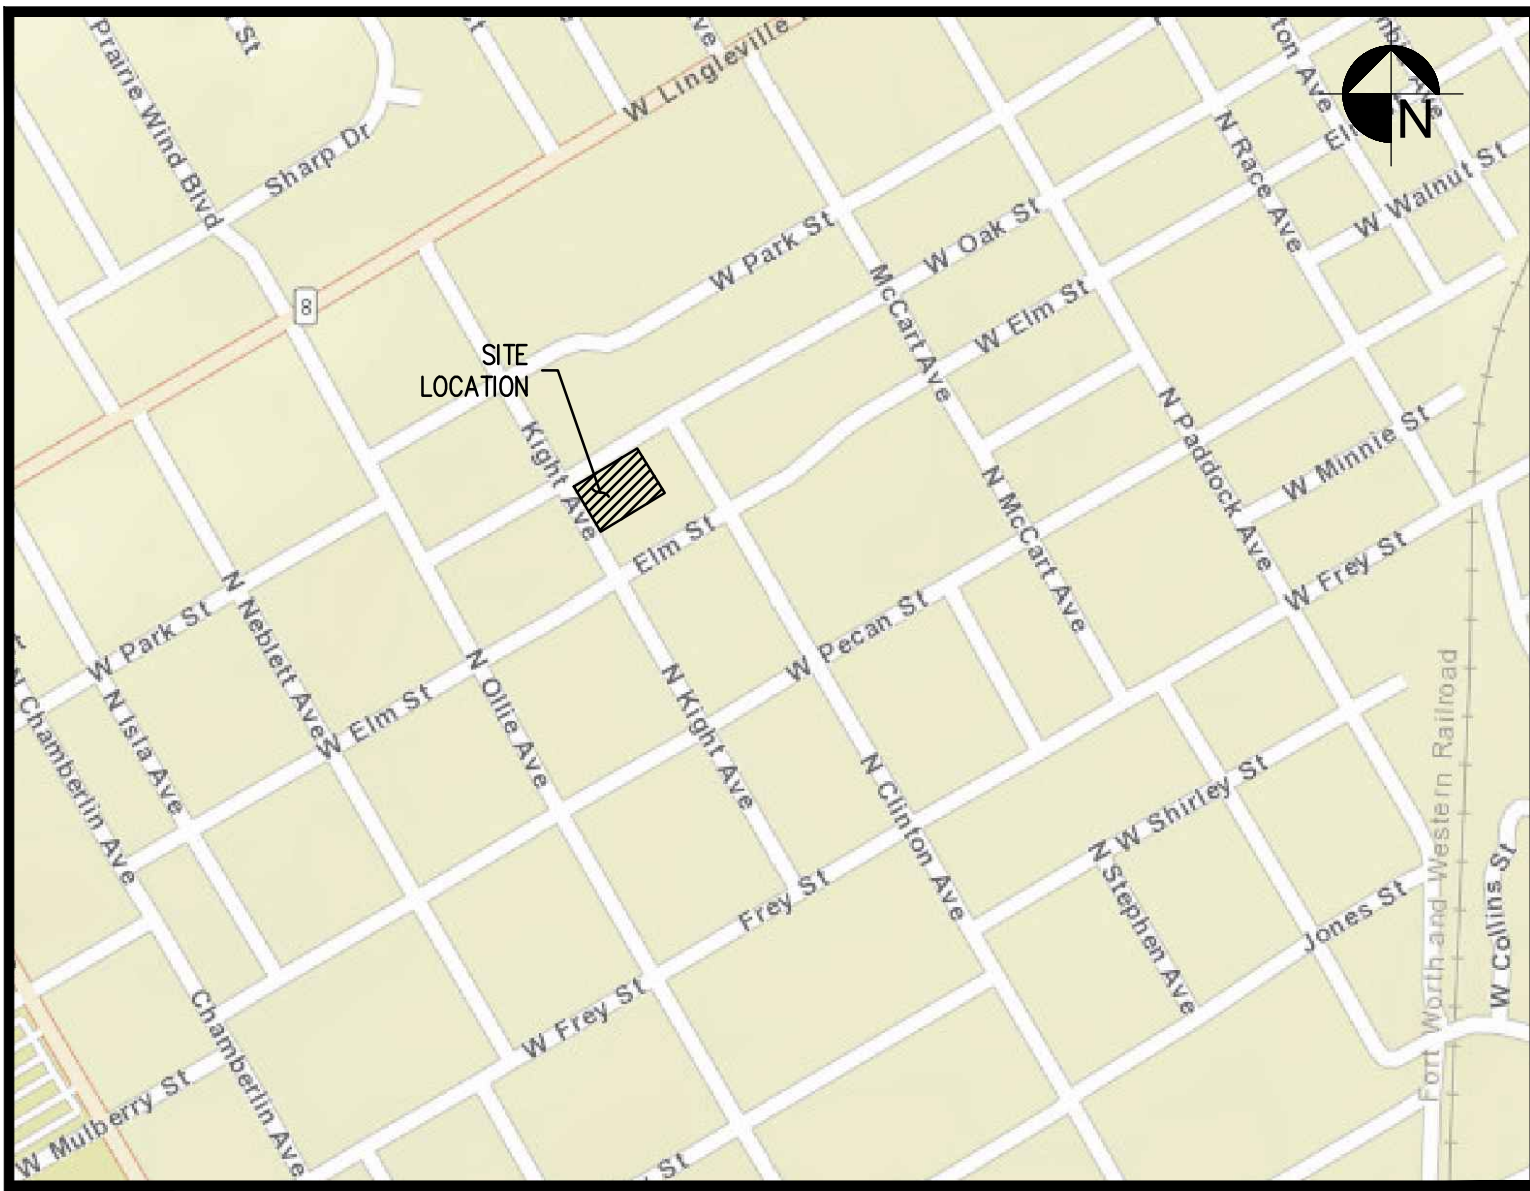 Prairie Wind Blvd
St
Sharp Dr
W Lingleville
ton Ave
Ave
N
N Race Ave
W Walnut St
W Park St
W Oak St
McCart Ave
W Elm St
8
SITE
LOCATION
Kight Ave
Elm St
N McCart Ave
N Paddock Ave
W Minnie St
W Frey St
W Pecan St
N Neblett Ave
W Park St
N Isla Ave
N Chamberlin Ave
W Elm St
N Ollie Ave
N Kight Ave
N Clinton Ave
W Shirley St
N Stephen Ave
Jones St
Fort Worth and Western Railroad
W Collins St
Frey St
W Frey St
Chamberlin Ave
W Mulberry St
St